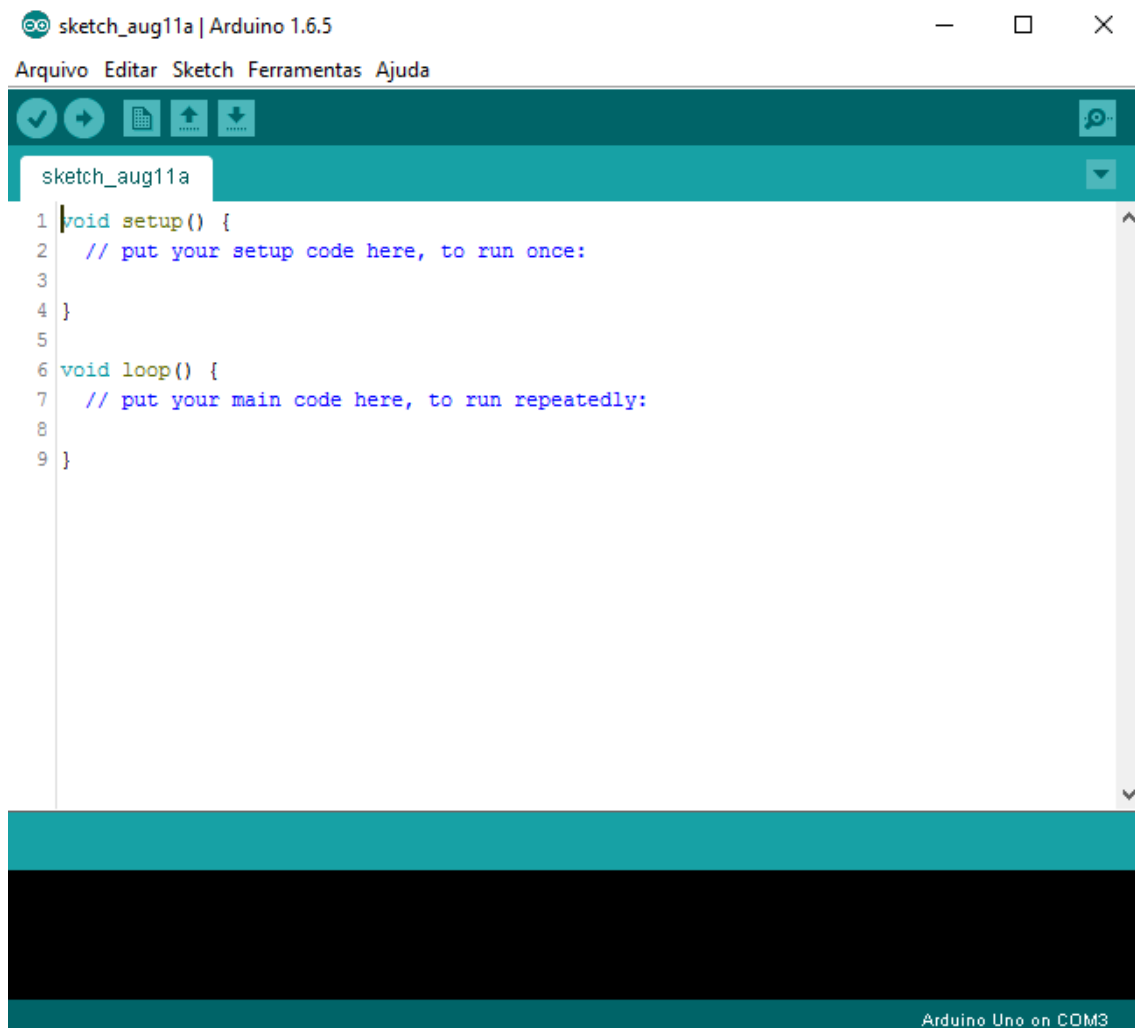 sketch_aug11a | Arduino 1.6.5
Arquivo Editar Sketch Ferramentas Ajuda
sketch_aug11a
1 void setup() {
2   // put your setup code here, to run once:
3
4 }
5
6 void loop() {
7   // put your main code here, to run repeatedly:
8
9 }
Arduino Uno on COM3